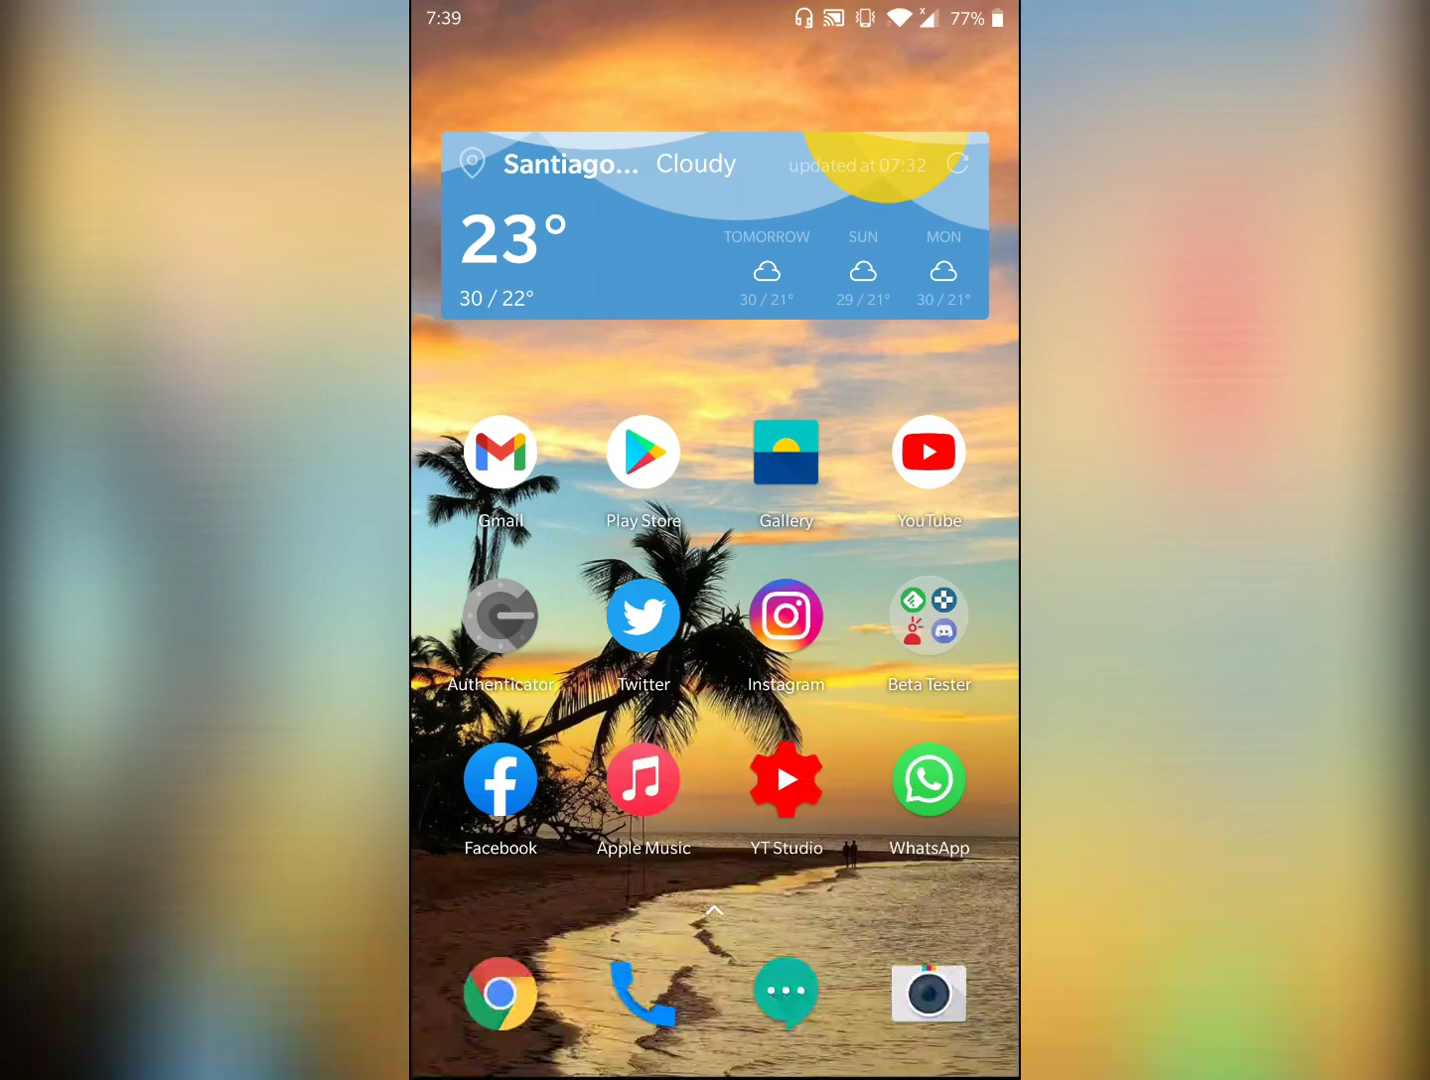 7:39 77%
Santiago... Cloudy updated at 07:32
23°
30 / 22°
TOMORROW SUN MON
30 / 21° 29 / 21° 30 / 21°
Gmail Play Store Gallery YouTube
Authenticator Twitter Instagram Beta Tester
Facebook Apple Music YT Studio WhatsApp